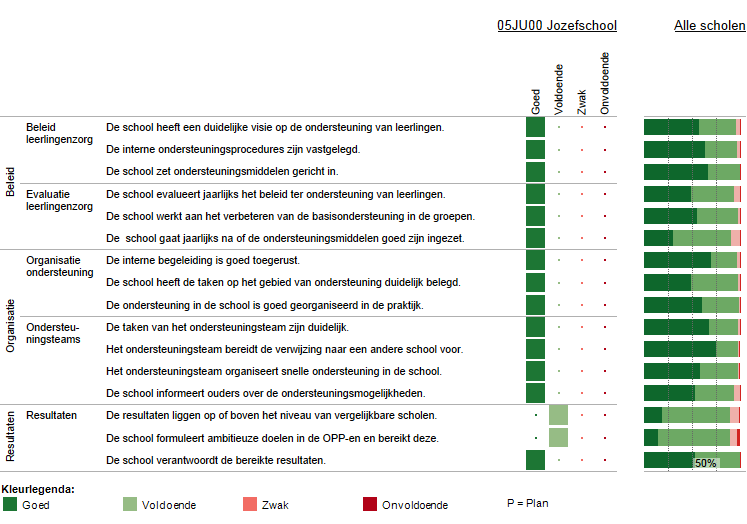 05JU00 Jozefschool
Alle scholen
Goed
Voldoende
Zwak
Onvoldoende
Beleid
Beleid leerlingenzorg
De school heeft een duidelijke visie op de ondersteuning van leerlingen.
De interne ondersteuningsprocedures zijn vastgelegd.
De school zet ondersteuningsmiddelen gericht in.
Evaluatie leerlingenzorg
De school evalueert jaarlijks het beleid ter ondersteuning van leerlingen.
De school werkt aan het verbeteren van de basisondersteuning in de groepen.
De school gaat jaarlijks na of de ondersteuningsmiddelen goed zijn ingezet.
Organisatie
Organisatie ondersteuning
De interne begeleiding is goed toegerust.
De school heeft de taken op het gebied van ondersteuning duidelijk belegd.
De ondersteuning in de school is goed georganiseerd in de praktijk.
Ondersteu-
ningsteams
De taken van het ondersteuningsteam zijn duidelijk.
Het ondersteuningsteam bereidt de verwijzing naar een andere school voor.
Het ondersteuningsteam organiseert snelle ondersteuning in de school.
De school informeert ouders over de ondersteuningsmogelijkheden.
Resultaten
Resultaten
De resultaten liggen op of boven het niveau van vergelijkbare scholen.
De school formuleert ambitieuze doelen in de OPP-en en bereikt deze.
De school verantwoordt de bereikte resultaten.
50%
Kleurlegenda:
Goed
Voldoende
Zwak
Onvoldoende
P = Plan